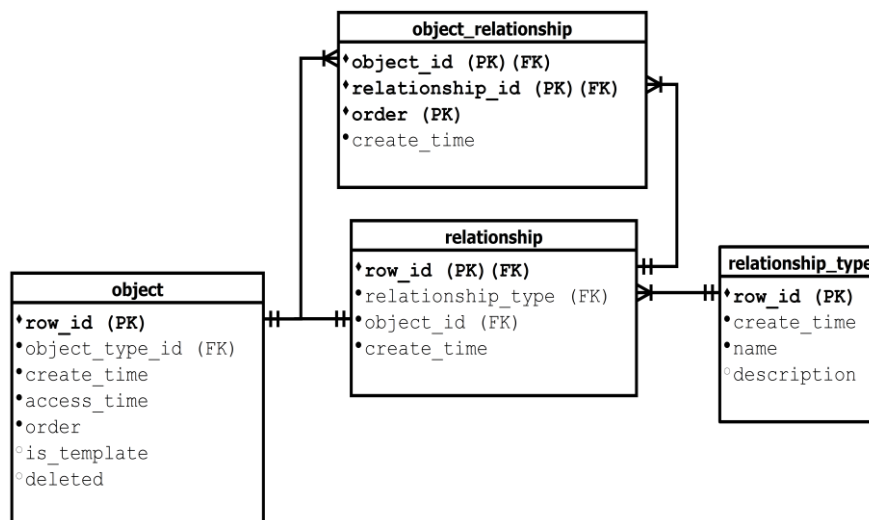 object_relationship
object_id (PK)(FK)
relationship_id (PK)(FK)
order (PK)
create_time
relationship
row_id (PK)(FK)
relationship_type (FK)
object_id (FK)
create_time
relationship_type
row_id (PK)
create_time
name
description
object
row_id (PK)
object_type_id (FK)
create_time
access_time
order
is_template
deleted